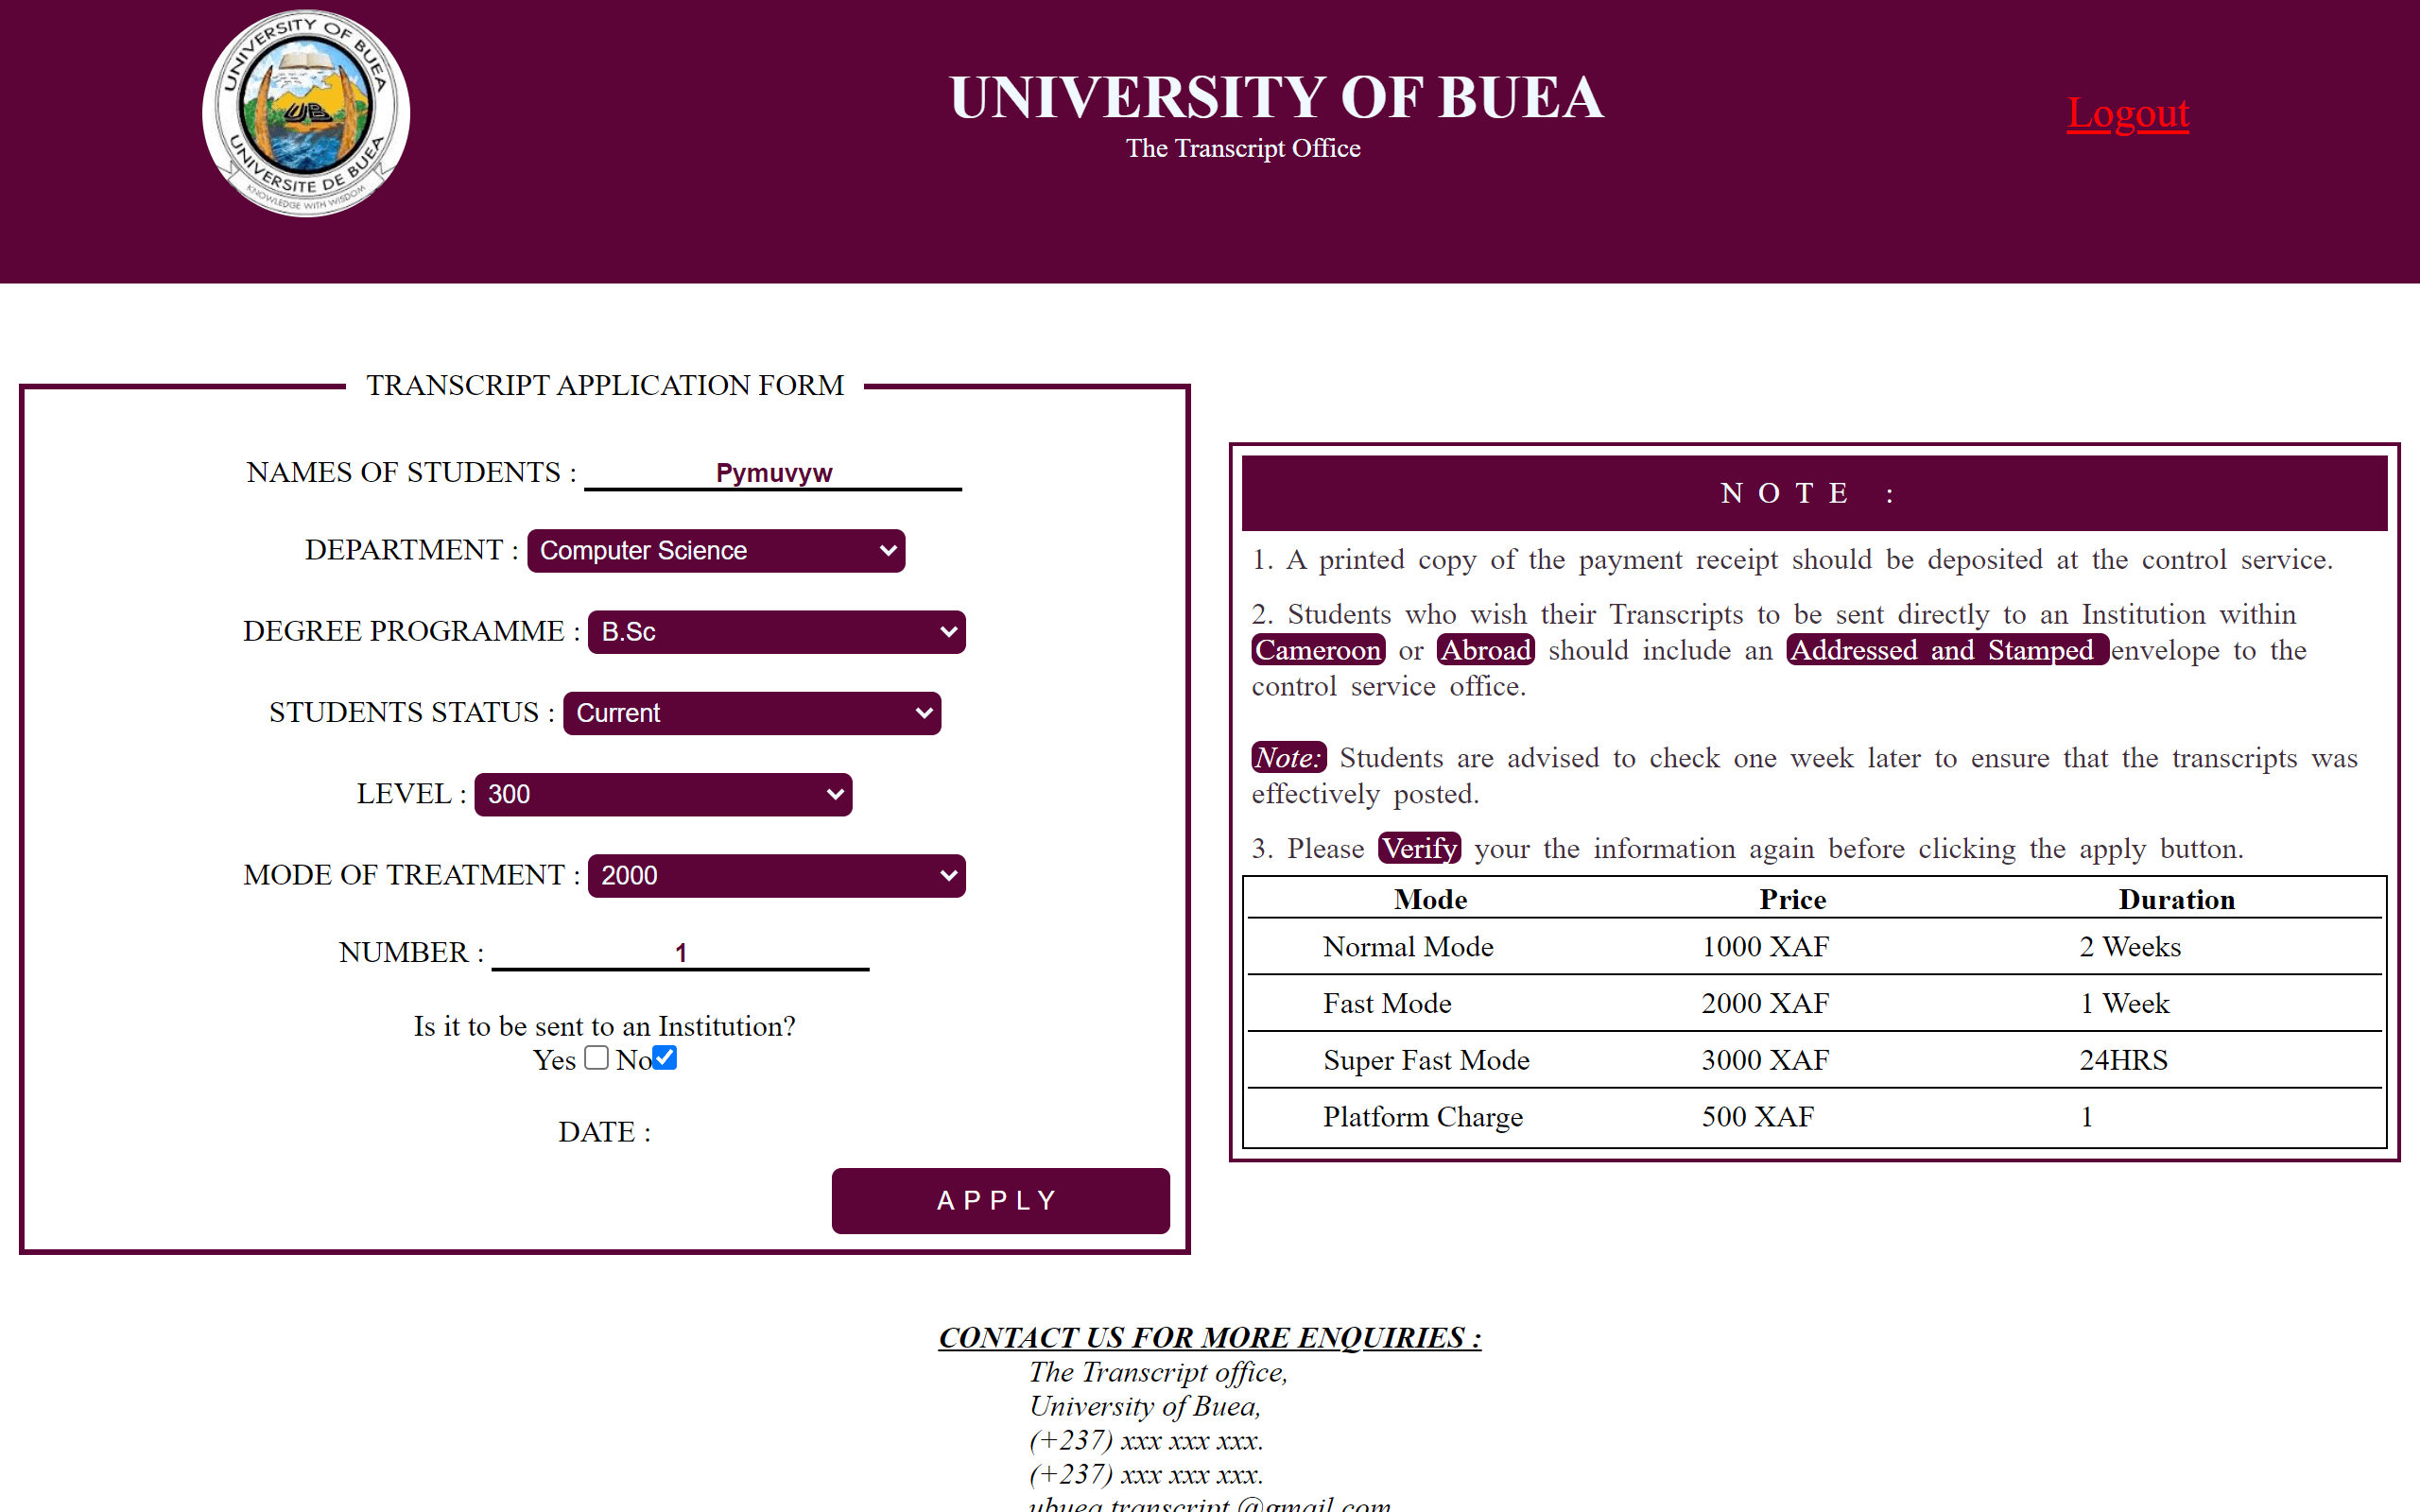 UNIVERSITY OF BUEA
UNIVERSITE DE BUEA
KNOWLEDGE WITH WISDOM
UB
UNIVERSITY OF BUEA
The Transcript Office
Logout
TRANSCRIPT APPLICATION FORM
NAMES OF STUDENTS : Pymuvyw
DEPARTMENT : Computer Science
DEGREE PROGRAMME : B.Sc
STUDENTS STATUS : Current
LEVEL : 300
MODE OF TREATMENT : 2000
NUMBER : 1
Is it to be sent to an Institution?
Yes No
DATE :
APPLY
NOTE :
1. A printed copy of the payment receipt should be deposited at the control service.
2. Students who wish their Transcripts to be sent directly to an Institution within
Cameroon or Abroad should include an Addressed and Stamped envelope to the
control service office.
Note: Students are advised to check one week later to ensure that the transcripts was
effectively posted.
3. Please Verify your the information again before clicking the apply button.
Mode Price Duration
Normal Mode 1000 XAF 2 Weeks
Fast Mode 2000 XAF 1 Week
Super Fast Mode 3000 XAF 24HRS
Platform Charge 500 XAF 1
CONTACT US FOR MORE ENQUIRIES :
The Transcript office,
University of Buea,
(+237) xxx xxx xxx.
(+237) xxx xxx xxx.
ubuea.transcript.@gmail.com